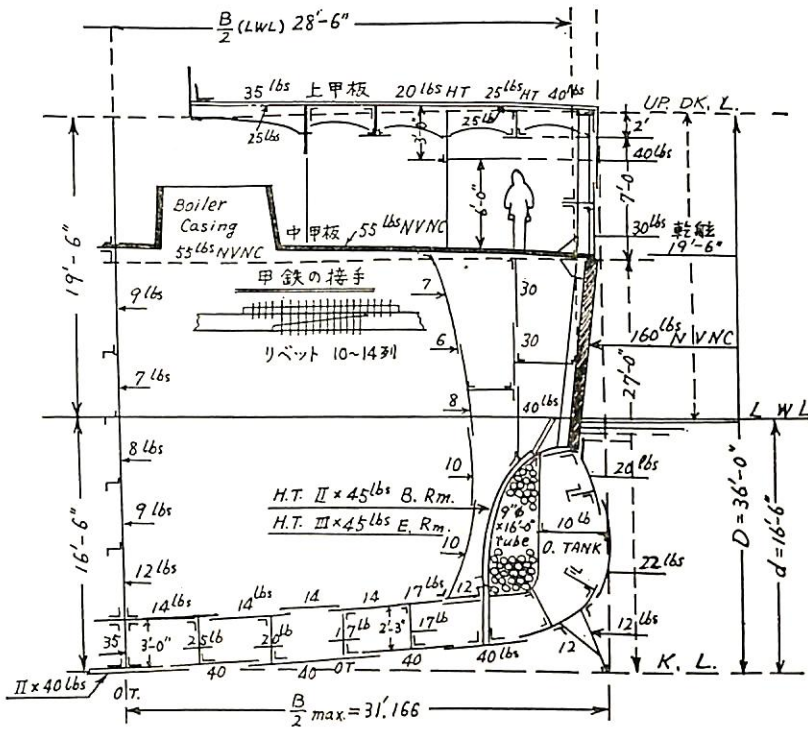 B/2 (LWL) 28'-6"
35 lbs 上甲板 20 lbs HT 25 lbs HT 40 lbs
UP. DK. L.
25 lbs
25 lb
3'-0"
2'
40 lbs
7'-0
6'-0"
30 lbs
乾舷
19'-6"
Boiler
Casing
55 lbs NVNC
中甲板
55 lbs NVNC
19'-6"
甲鉄の接手
リベット 10~14列
9 lbs
7 lbs
7
6
8
30
30
40 lbs
160 lbs NVNC
27'-0"
L W L
16'-6"
8 lbs
9 lbs
12 lbs
10
10
H.T. II × 45 lbs B. Rm.
H.T. III × 45 lbs E. Rm.
9"φ
×16'-0"
tube
10 lb
O. TANK
20 lbs
22 lbs
12 lbs
12
12
D = 36'-0"
d = 16'-6"
14 lbs 14 lbs 14 14 17 lbs
35
3'-0"
25 lb
20 lb
17 lb
2'-3"
17 lb
40 40 OT 40 40 lbs
K. L.
II × 40 lbs
OT.
B/2 max. = 31'.166